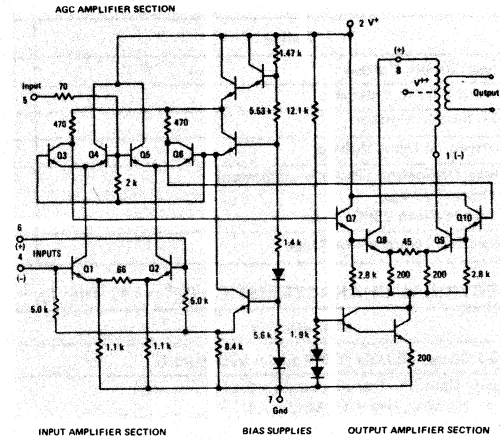 AGC AMPLIFIER SECTION
2 V+
1.47 k
(+)
8
V++
Output
Input
5
70
470
470
5.53 k
12.1 k
Q3
Q4
Q5
Q6
1 (-)
2 k
6
(+)
INPUTS
4
(-)
Q7
Q8
45
Q9
Q10
1.4 k
Q1
66
Q2
2.8 k
200
200
2.8 k
5.0 k
5.0 k
1.1 k
1.1 k
8.4 k
5.6 k
1.9 k
200
7
Gnd
INPUT AMPLIFIER SECTION
BIAS SUPPLIES
OUTPUT AMPLIFIER SECTION